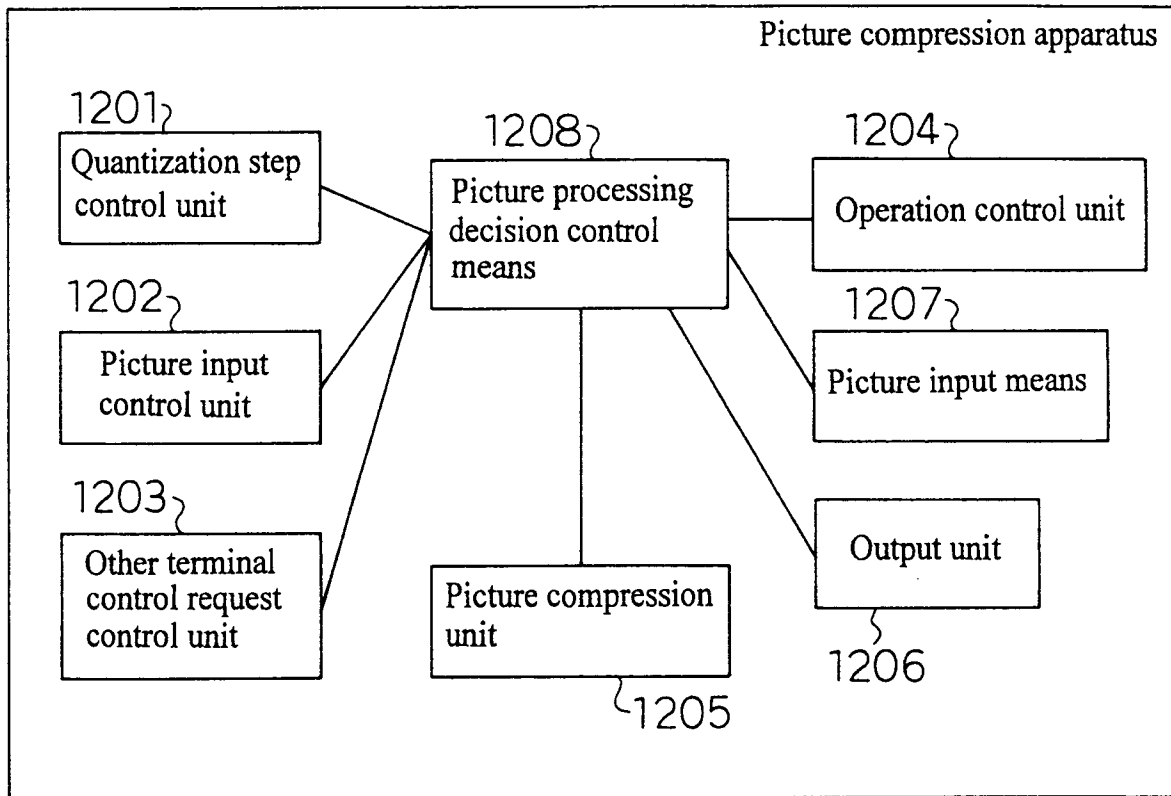 Picture compression apparatus
1201
Quantization step
control unit
1208
Picture processing
decision control
means
1204
Operation control unit
1202
Picture input
control unit
1207
Picture input means
1203
Other terminal
control request
control unit
Picture compression
unit
1205
Output unit
1206